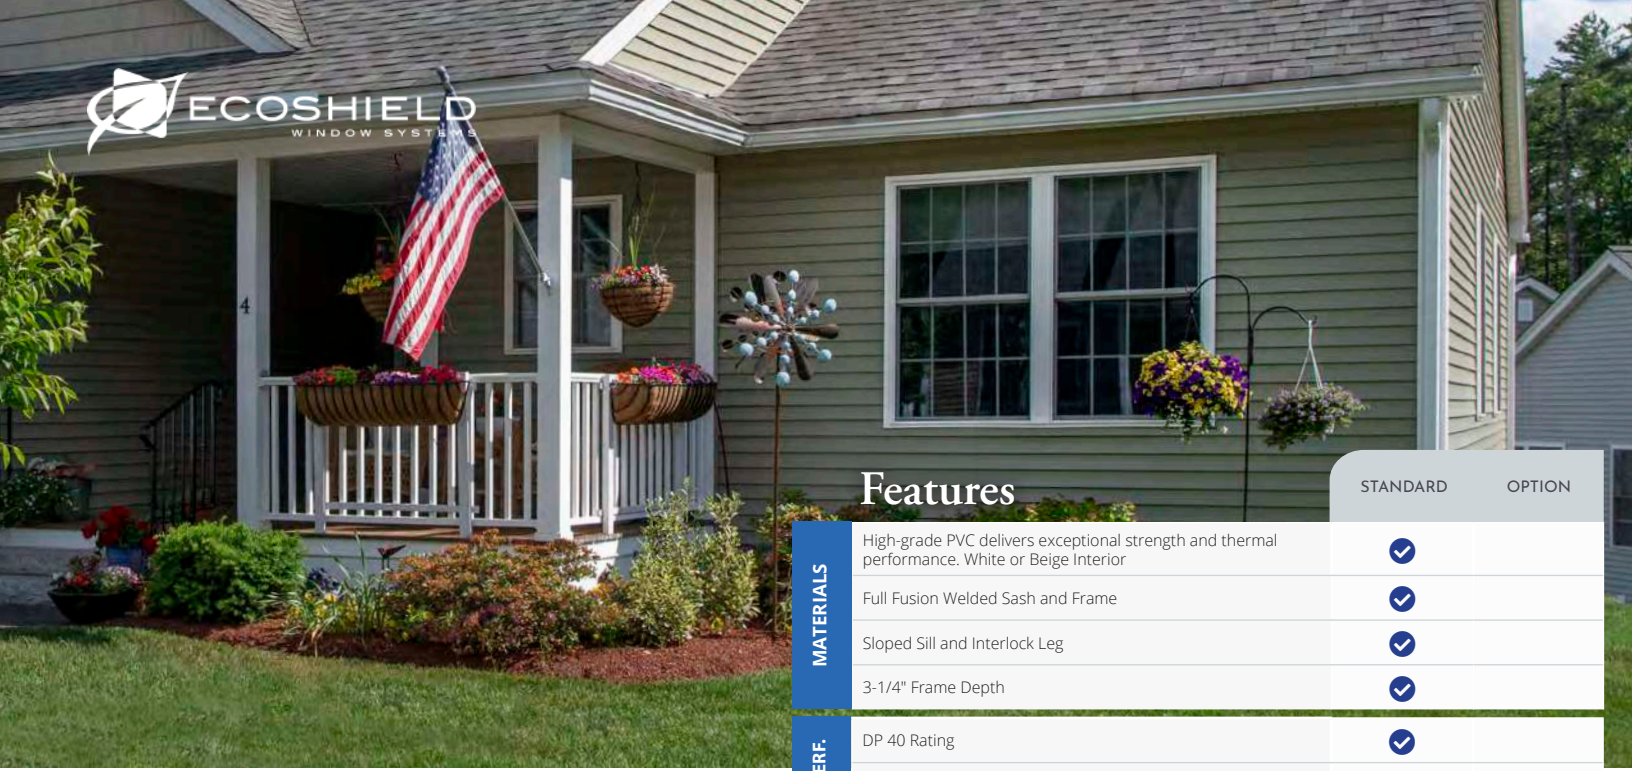 ECOSHIELD
WINDOW SYSTEMS
4
Features
STANDARD
OPTION
MATERIALS
High-grade PVC delivers exceptional strength and thermal
performance. White or Beige Interior
Full Fusion Welded Sash and Frame
Sloped Sill and Interlock Leg
3-1/4" Frame Depth
DP 40 Rating